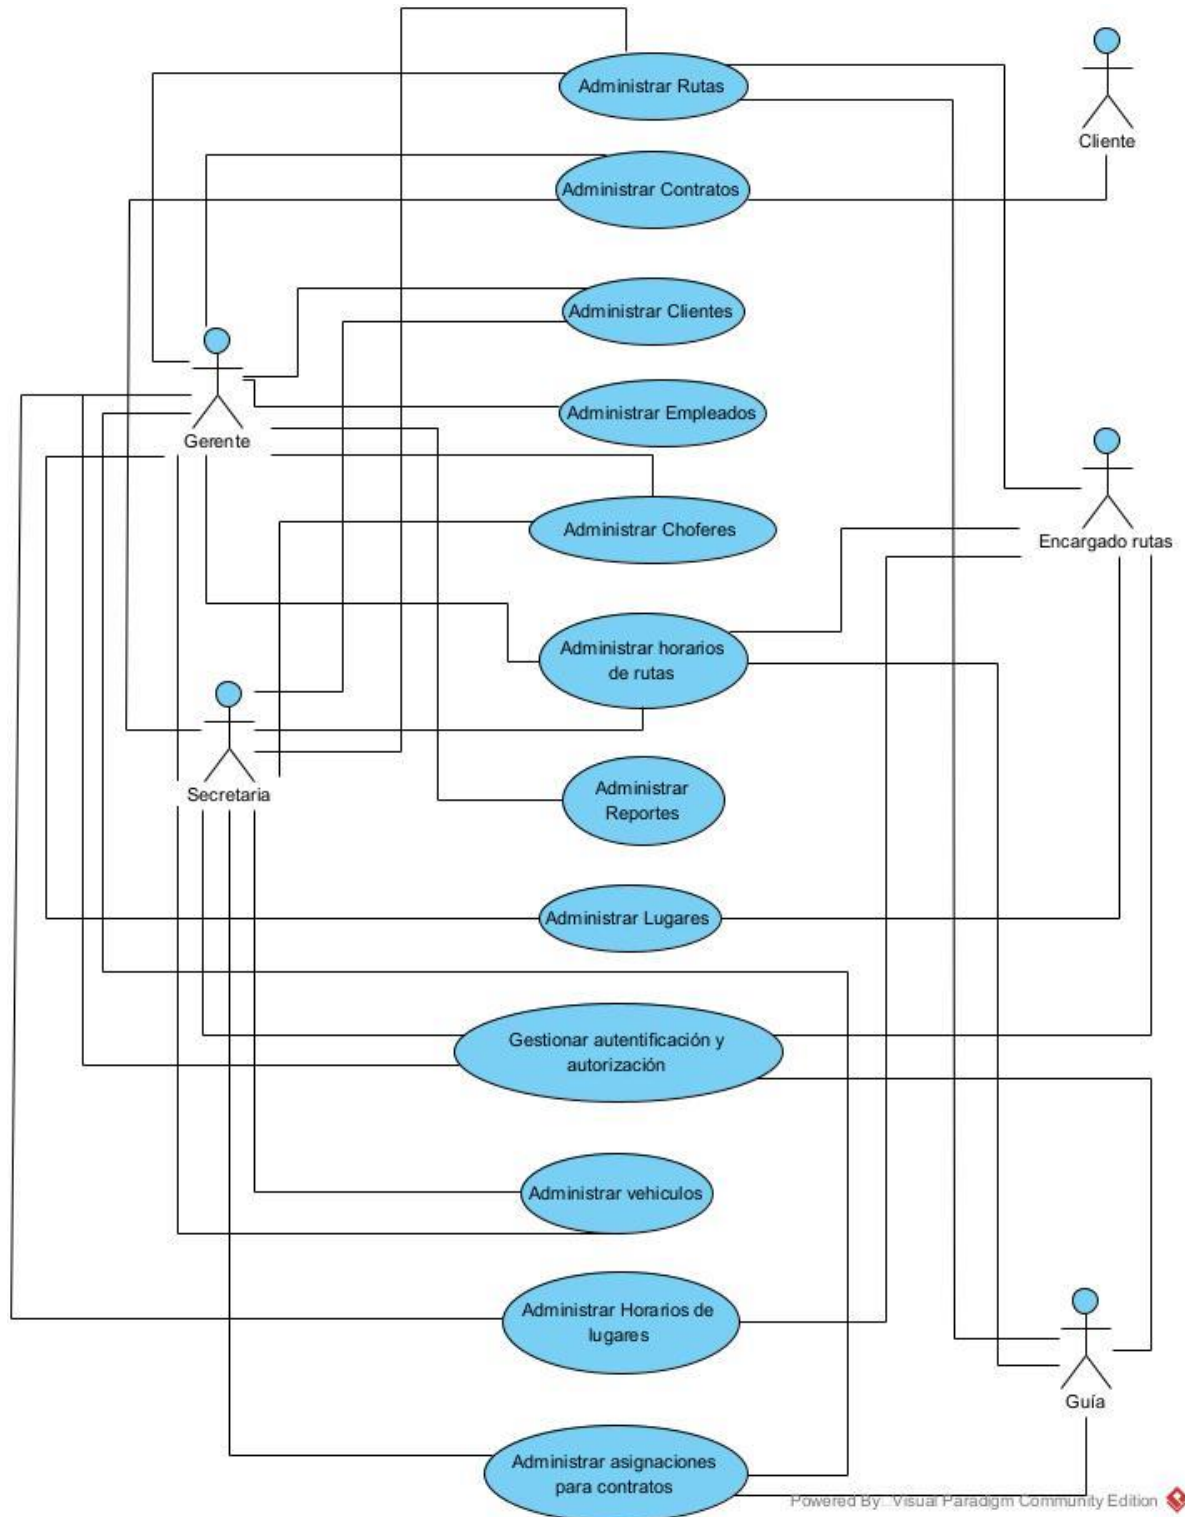 Administrar Rutas
Cliente
Administrar Contratos
Administrar Clientes
Administrar Empleados
Gerente
Administrar Choferes
Encargado rutas
Administrar horarios
de rutas
Secretaria
Administrar
Reportes
Administrar Lugares
Gestionar autentificación y
autorización
Administrar vehiculos
Administrar Horarios de
lugares
Guía
Administrar asignaciones
para contratos
Powered By Visual Paradigm Community Edition